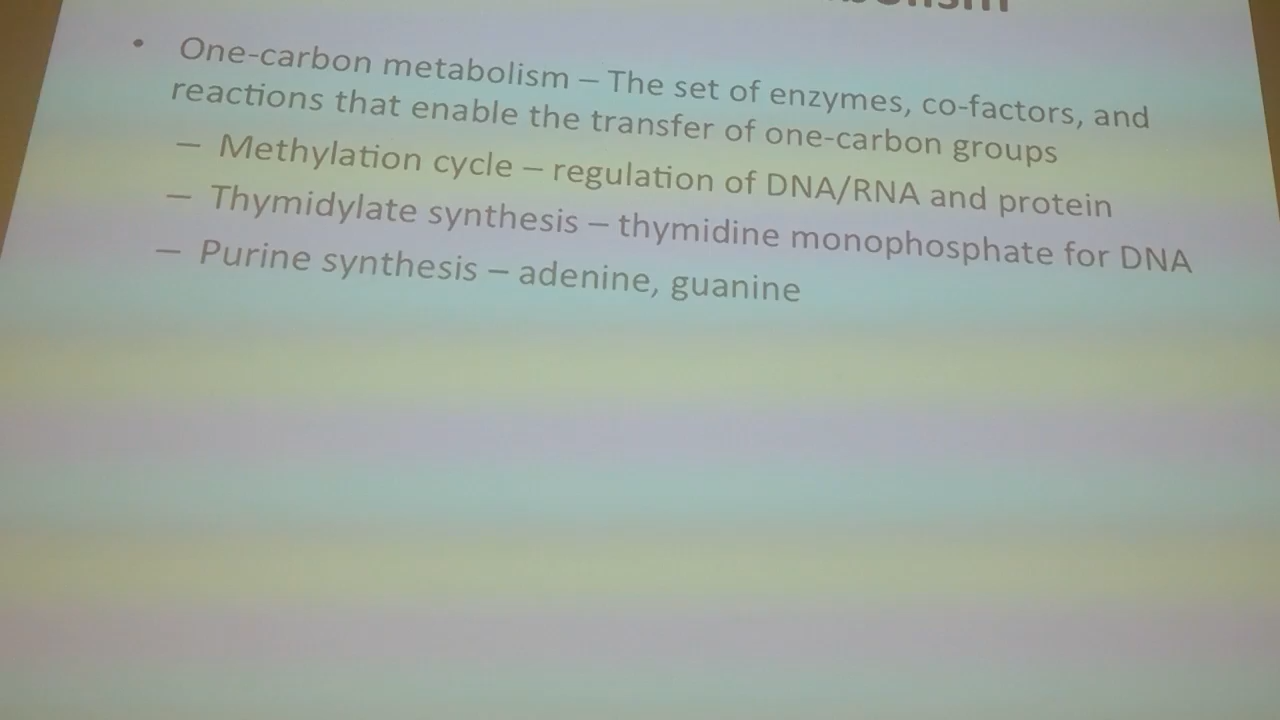 • One-carbon metabolism – The set of enzymes, co-factors, and
reactions that enable the transfer of one-carbon groups
– Methylation cycle – regulation of DNA/RNA and protein
– Thymidylate synthesis – thymidine monophosphate for DNA
– Purine synthesis – adenine, guanine